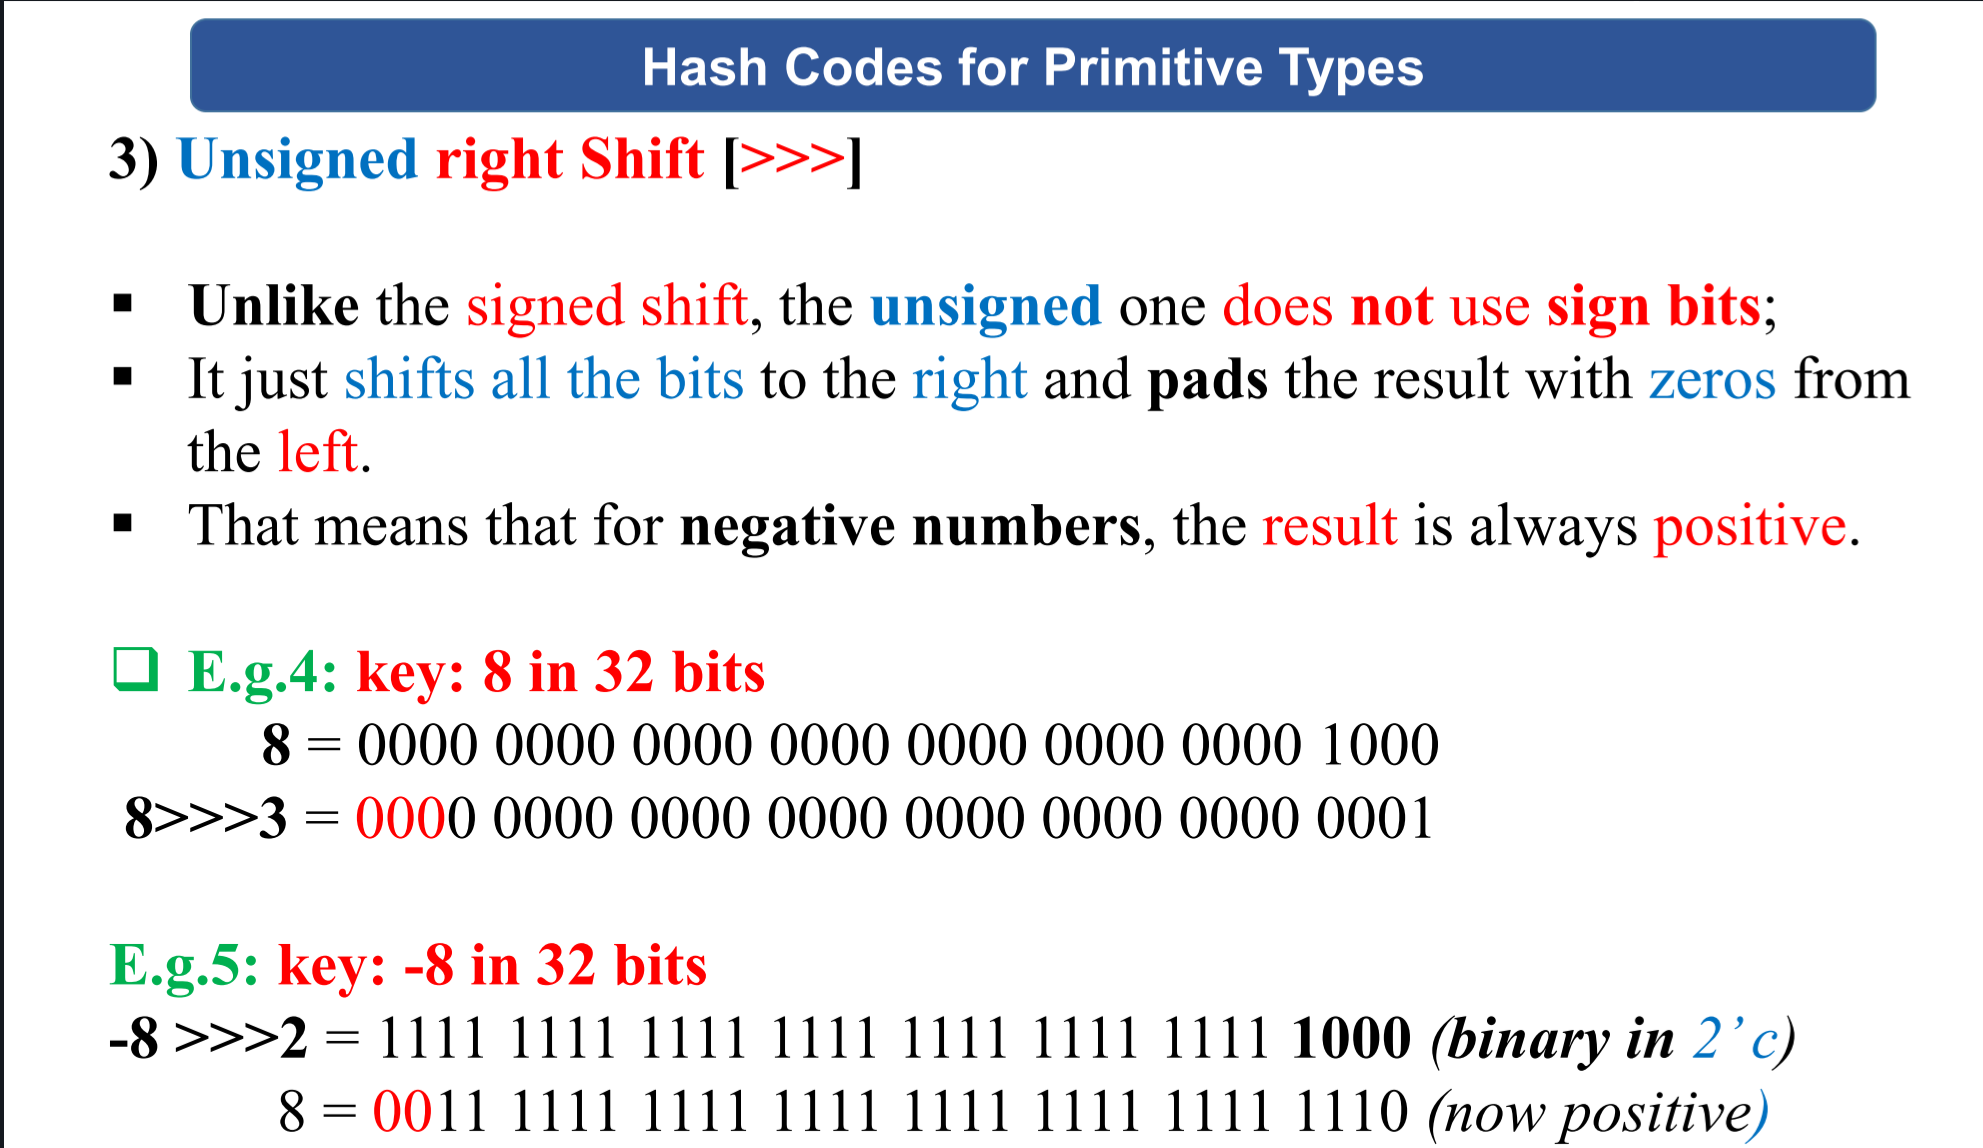 Hash Codes for Primitive Types
3) Unsigned right Shift [>>>]
▪ Unlike the signed shift, the unsigned one does not use sign bits;
▪ It just shifts all the bits to the right and pads the result with zeros from
the left.
▪ That means that for negative numbers, the result is always positive.
❑ E.g.4: key: 8 in 32 bits
8 = 0000 0000 0000 0000 0000 0000 0000 1000
8>>>3 = 0000 0000 0000 0000 0000 0000 0000 0001
E.g.5: key: -8 in 32 bits
-8 >>>2 = 1111 1111 1111 1111 1111 1111 1111 1000 (binary in 2’c)
8 = 0011 1111 1111 1111 1111 1111 1111 1110 (now positive)